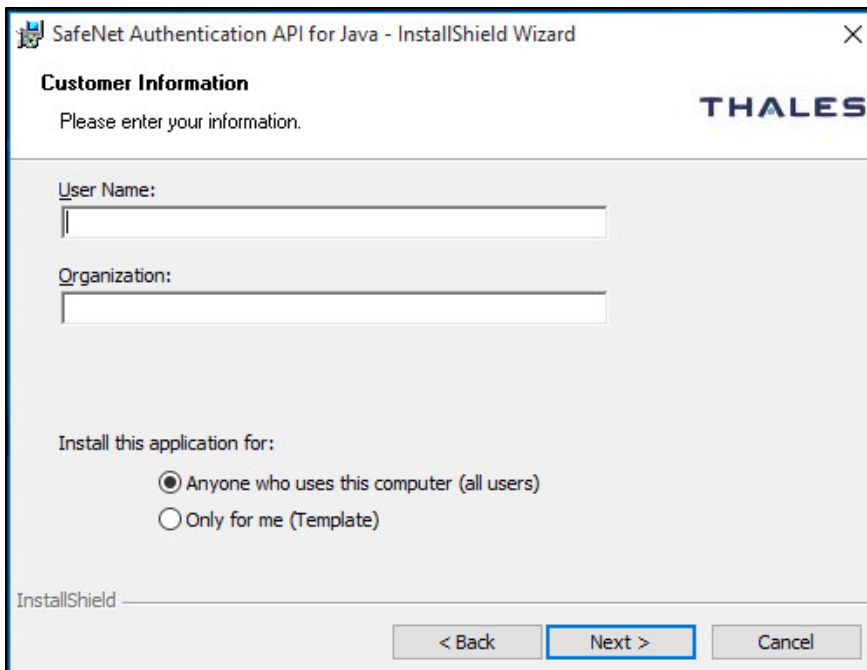 SafeNet Authentication API for Java - InstallShield Wizard
Customer Information
Please enter your information.
THALES
User Name:
Organization:
Install this application for:
Anyone who uses this computer (all users)
Only for me (Template)
InstallShield
< Back Next > Cancel